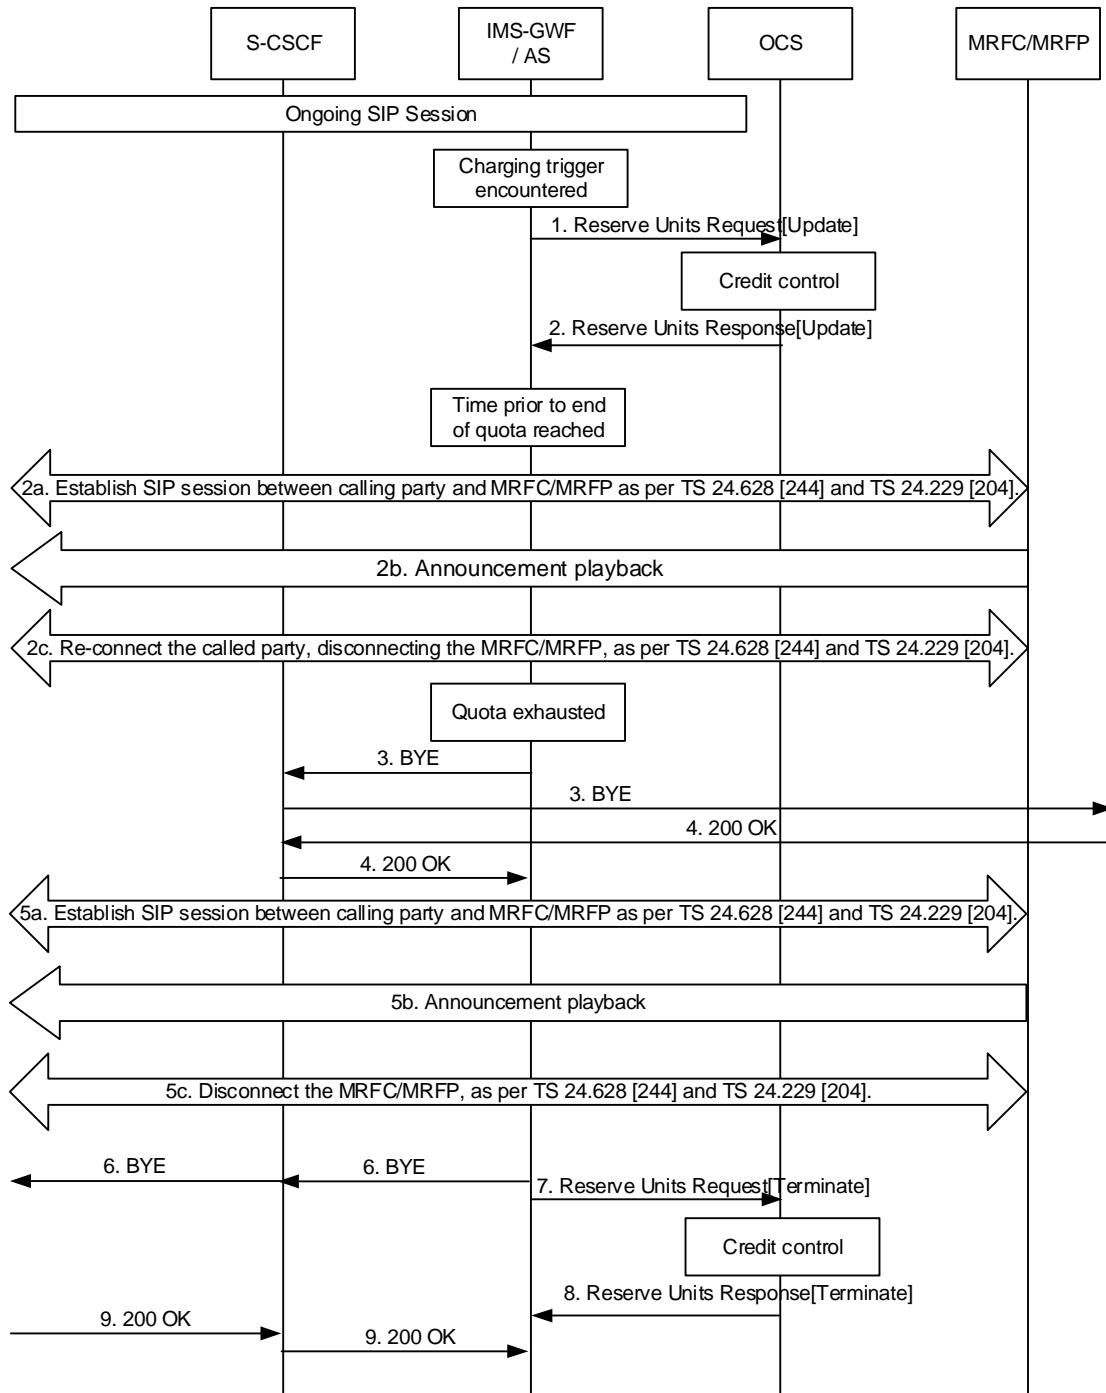 S-CSCF
IMS-GWF
/ AS
OCS
MRFC/MRFP
Ongoing SIP Session
Charging trigger
encountered
1. Reserve Units Request[Update]
Credit control
2. Reserve Units Response[Update]
Time prior to end
of quota reached
2a. Establish SIP session between calling party and MRFC/MRFP as per TS 24.628 [244] and TS 24.229 [204].
2b. Announcement playback
2c. Re-connect the called party, disconnecting the MRFC/MRFP, as per TS 24.628 [244] and TS 24.229 [204].
Quota exhausted
3. BYE
3. BYE
4. 200 OK
4. 200 OK
5a. Establish SIP session between calling party and MRFC/MRFP as per TS 24.628 [244] and TS 24.229 [204].
5b. Announcement playback
5c. Disconnect the MRFC/MRFP, as per TS 24.628 [244] and TS 24.229 [204].
6. BYE
6. BYE
7. Reserve Units Request[Terminate]
Credit control
8. Reserve Units Response[Terminate]
9. 200 OK
9. 200 OK